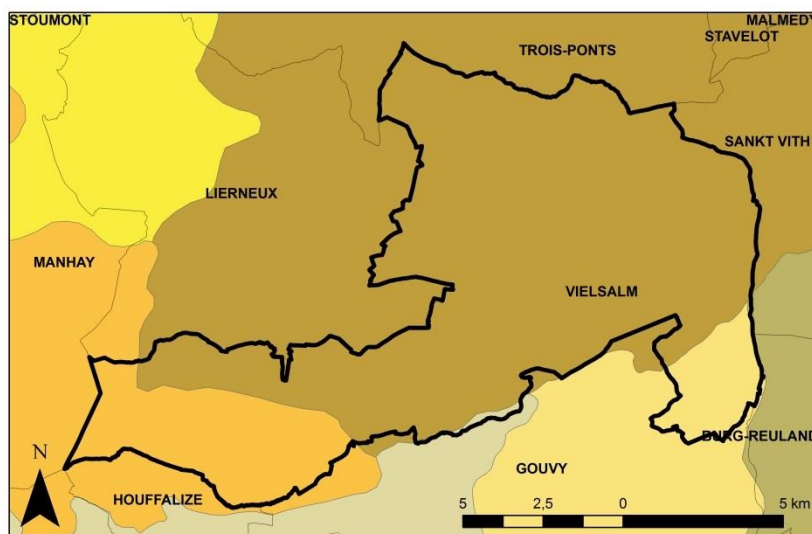 STOUMONT
MALMEDY
TROIS-PONTS
STAVELOT
SANKT VITH
LIERNEUX
MANHAY
VIELSALM
BURG-REULAND
GOUVY
N
HOUFFALIZE
5 2,5 0 5 km